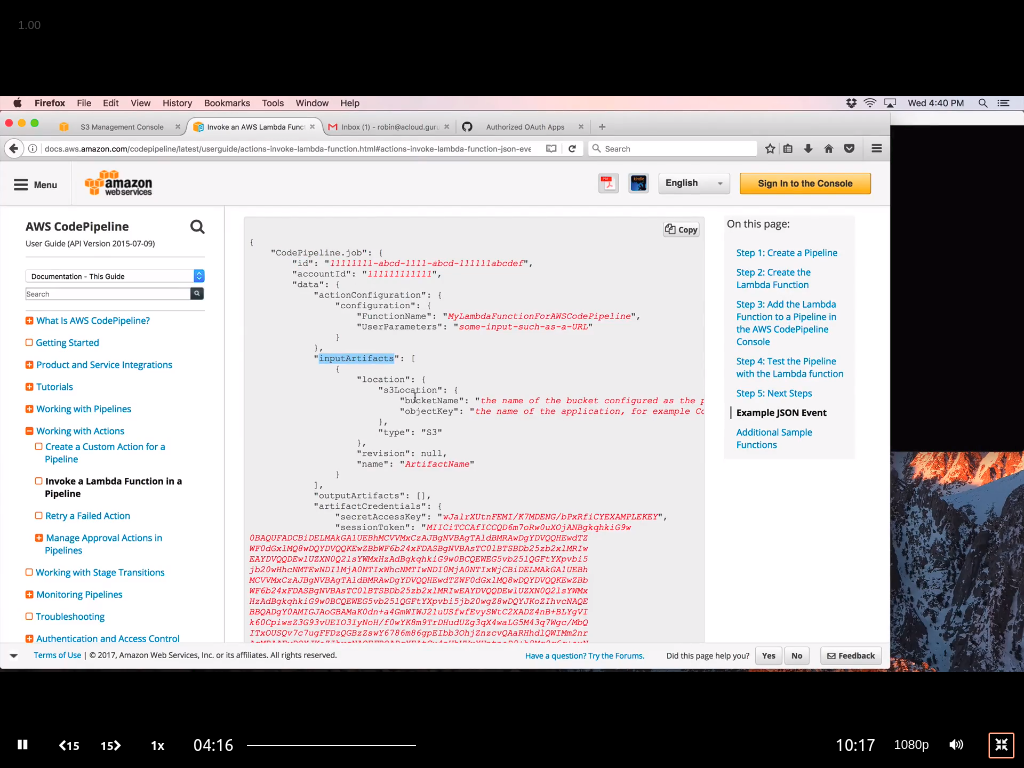 1.00
Firefox File Edit View History Bookmarks Tools Window Help Wed 4:40 PM
S3 Management Console Invoke an AWS Lambda Func Inbox (1) - robin@acloud.gur Authorized OAuth Apps
docs.aws.amazon.com/codepipeline/latest/userguide/actions-invoke-lambda-function.html#actions-invoke-lambda-function-json-eve Search
Menu amazon web services English Sign In to the Console
AWS CodePipeline
User Guide (API Version 2015-07-09)
Documentation - This Guide
Search
What Is AWS CodePipeline?
Getting Started
Product and Service Integrations
Tutorials
Working with Pipelines
Working with Actions
Create a Custom Action for a
Pipeline
Invoke a Lambda Function in a
Pipeline
Retry a Failed Action
Manage Approval Actions in
Pipelines
Working with Stage Transitions
Monitoring Pipelines
Troubleshooting
Authentication and Access Control
Copy
{
"CodePipeline.job": {
"id": "11111111-abcd-1111-abcd-111111abcdef",
"accountId": "111111111111",
"data": {
"actionConfiguration": {
"configuration": {
"FunctionName": "MyLambdaFunctionForAWSCodePipeline",
"UserParameters": "some-input-such-as-a-URL"
}
},
"inputArtifacts": [
{
"location": {
"s3Location": {
"bucketName": "the name of the bucket configured as the p
"objectKey": "the name of the application, for example Co
},
"type": "S3"
},
"revision": null,
"name": "ArtifactName"
}
],
"outputArtifacts": [],
"artifactCredentials": {
"secretAccessKey": "wJalrXUtnFEMI/K7MDENG/bPxRfiCYEXAMPLEKEY",
"sessionToken": "MIICiTCCAfICCQD6m7oRw0uXOjANBgkqhkiG9w
0BAQUFADCBiDELMAkGA1UEBhMCVVMxCzAJBgNVBAgTAldBMRAwDgYDVQQHEwdTZ
WF0dGxlMQ8wDQYDVQQKEwZBbWF6b24xFDASBgNVBAsTC0lBTSBDb25zb2xlMRIw
EAYDVQQDEwlUZXN0Q2lsYWMxHzAdBgkqhkiG9w0BCQEWEG5vb25lQGFtYXpvbi5
jb20wHhcNMTEwNDI1MjA0NTIxWhcNMTIwNDI0MjA0NTIxWjCBiDELMAkGA1UEBh
MCVVMxCzAJBgNVBAgTAldBMRAwDgYDVQQHEwdTZWF0dGxlMQ8wDQYDVQQKEwZBb
WF6b24xFDASBgNVBAsTC0lBTSBDb25zb2xlMRIwEAYDVQQDEwlUZXN0Q2lsYWMx
HzAdBgkqhkiG9w0BCQEWEG5vb25lQGFtYXpvbi5jb20wgZ8wDQYJKoZIhvcNAQE
BBQADgY0AMIGJAoGBAMaK0dn+a4GmWIWJ21uUSfwfEvySWtC2XADZ4nB+BLYgVI
k60CpiwsZ3G93vUEIO3IyNoH/f0wYK8m9TrDHudUZg3qX4waLG5M43q7Wgc/MbQ
ITxOUSQv7c7ugFFDzQGBzZswY6786m86gpEIbb3OhjZnzcvQAaRHhdlQWIMm2nr
On this page:
Step 1: Create a Pipeline
Step 2: Create the
Lambda Function
Step 3: Add the Lambda
Function to a Pipeline in
the AWS CodePipeline
Console
Step 4: Test the Pipeline
with the Lambda function
Step 5: Next Steps
Example JSON Event
Additional Sample
Functions
Terms of Use | © 2017, Amazon Web Services, Inc. or its affiliates. All rights reserved. Have a question? Try the Forums. Did this page help you? Yes No Feedback
15 15 1x 04:16 10:17 1080p